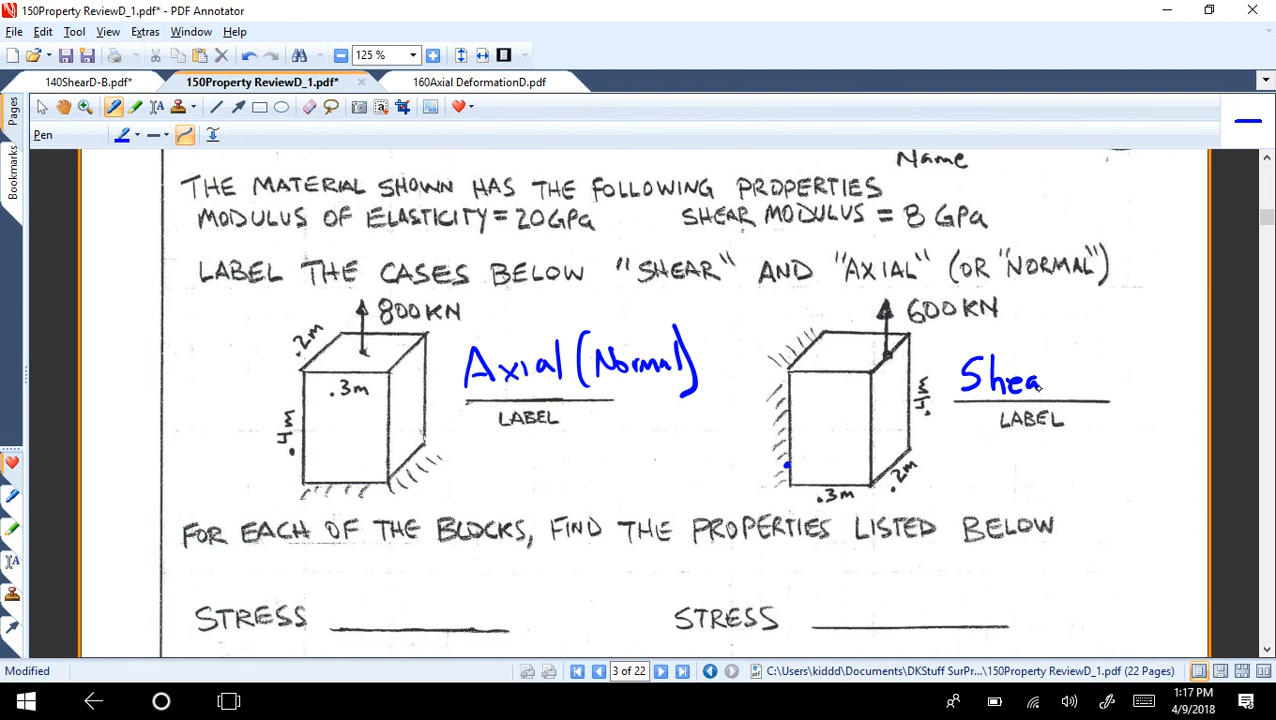 150Property ReviewD_1.pdf* - PDF Annotator
File Edit Tool View Extras Window Help
125 %
140ShearD-B.pdf* 150Property ReviewD_1.pdf* 160Axial DeformationD.pdf
Pen
Pages
Bookmarks
Name
THE MATERIAL SHOWN HAS THE FOLLOWING PROPERTIES
MODULUS OF ELASTICITY = 20GPa SHEAR MODULUS = 8 GPa
LABEL THE CASES BELOW "SHEAR" AND "AXIAL" (OR "NORMAL")
800KN 600KN
.2m
Axial (Normal) Shea
.3m .4m
LABEL LABEL
.4m
.2m
.3m
FOR EACH OF THE BLOCKS, FIND THE PROPERTIES LISTED BELOW
STRESS STRESS
Modified 3 of 22 C:\Users\kiddd\Documents\DKStuff SurPr...\150Property ReviewD_1.pdf (22 Pages)
1:17 PM
4/9/2018